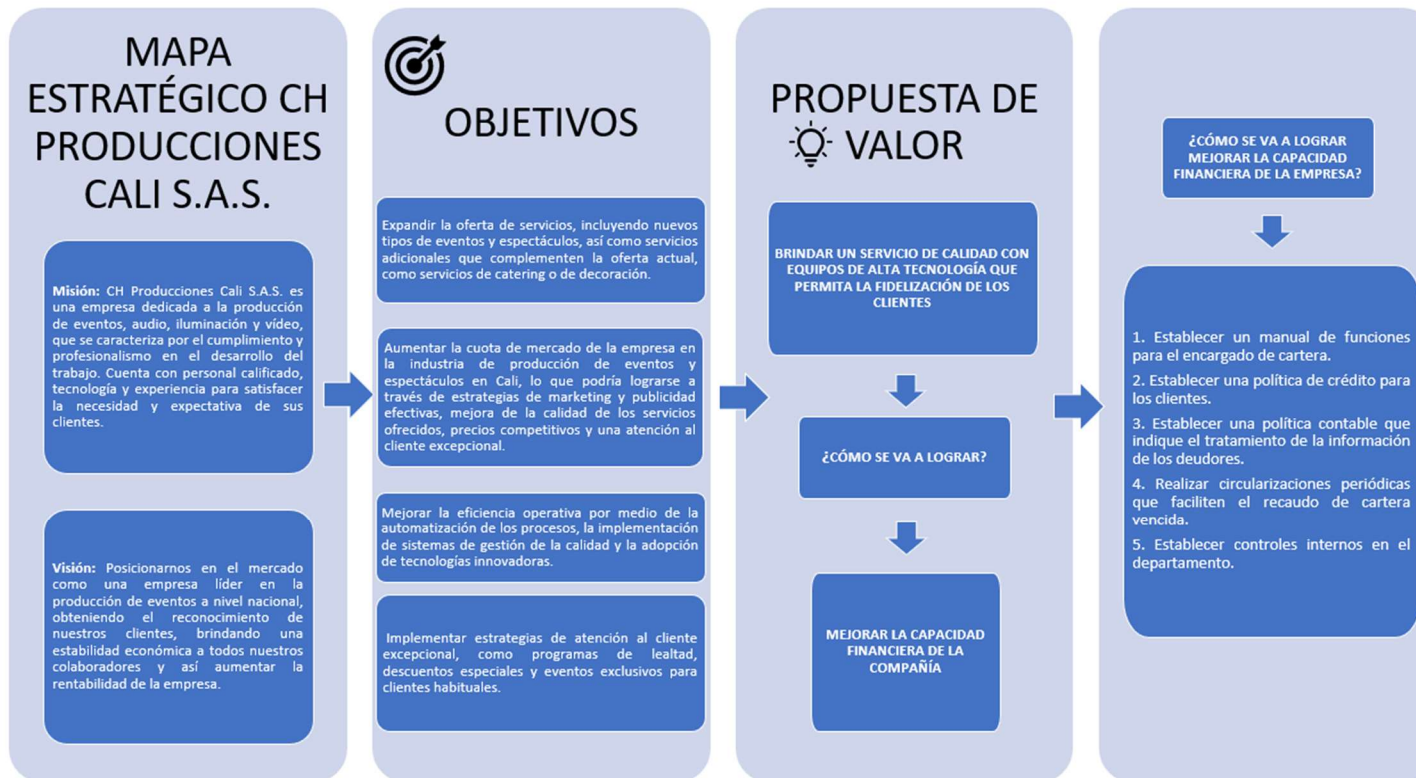 MAPA
ESTRATÉGICO CH
PRODUCCIONES
CALI S.A.S.
Misión: CH Producciones Cali S.A.S. es
una empresa dedicada a la producción
de eventos, audio, iluminación y vídeo,
que se caracteriza por el cumplimiento y
profesionalismo en el desarrollo del
trabajo. Cuenta con personal calificado,
tecnología y experiencia para satisfacer
la necesidad y expectativa de sus
clientes.
Visión: Posicionarnos en el mercado
como una empresa líder en la
producción de eventos a nivel nacional,
obteniendo el reconocimiento de
nuestros clientes, brindando una
estabilidad económica a todos nuestros
colaboradores y así aumentar la
rentabilidad de la empresa.
OBJETIVOS
Expandir la oferta de servicios, incluyendo nuevos
tipos de eventos y espectáculos, así como servicios
adicionales que complementen la oferta actual,
como servicios de catering o de decoración.
Aumentar la cuota de mercado de la empresa en
la industria de producción de eventos y
espectáculos en Cali, lo que podría lograrse a
través de estrategias de marketing y publicidad
efectivas, mejora de la calidad de los servicios
ofrecidos, precios competitivos y una atención al
cliente excepcional.
Mejorar la eficiencia operativa por medio de la
automatización de los procesos, la implementación
de sistemas de gestión de la calidad y la adopción
de tecnologías innovadoras.
Implementar estrategias de atención al cliente
excepcional, como programas de lealtad,
descuentos especiales y eventos exclusivos para
clientes habituales.
PROPUESTA DE
VALOR
BRINDAR UN SERVICIO DE CALIDAD CON
EQUIPOS DE ALTA TECNOLOGÍA QUE
PERMITA LA FIDELIZACIÓN DE LOS
CLIENTES
¿CÓMO SE VA A LOGRAR?
MEJORAR LA CAPACIDAD
FINANCIERA DE LA
COMPAÑÍA
¿CÓMO SE VA A LOGRAR
MEJORAR LA CAPACIDAD
FINANCIERA DE LA EMPRESA?
1. Establecer un manual de funciones
para el encargado de cartera.
2. Establecer una política de crédito para
los clientes.
3. Establecer una política contable que
indique el tratamiento de la información
de los deudores.
4. Realizar circularizaciones periódicas
que faciliten el recaudo de cartera
vencida.
5. Establecer controles internos en el
departamento.